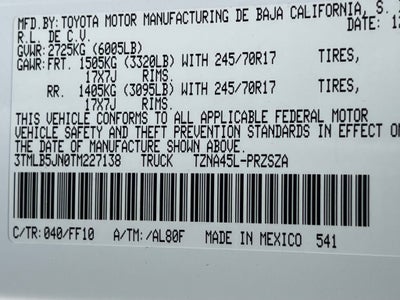 MFD.BY:TOYOTA MOTOR MANUFACTURING DE BAJA CALIFORNIA, S.
R.L. DE C.V. DATE:
GVWR:2725KG (6005LB)
GAWR:FRT. 1505KG (3320LB) WITH 245/70R17 TIRES,
17X7J RIMS.
RR. 1405KG (3095LB) WITH 245/70R17 TIRES,
17X7J RIMS.
THIS VEHICLE CONFORMS TO ALL APPLICABLE FEDERAL MOTOR
VEHICLE SAFETY AND THEFT PREVENTION STANDARDS IN EFFECT ON
THE DATE OF MANUFACTURE SHOWN ABOVE.
3TMLB5JN0TM227138 TRUCK TZNA45L-PRZSZA
C/TR:040/FF10 A/TM:/AL80F MADE IN MEXICO 541